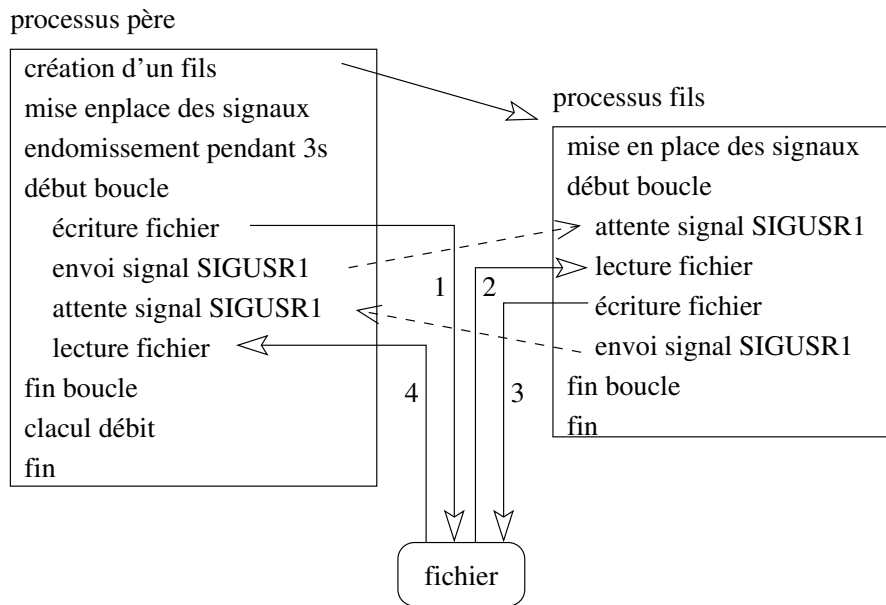 processus père
création d'un fils
mise enplace des signaux
endomissement pendant 3s
début boucle
écriture fichier
envoi signal SIGUSR1
attente signal SIGUSR1
lecture fichier
fin boucle
clacul débit
fin
processus fils
mise en place des signaux
début boucle
attente signal SIGUSR1
lecture fichier
écriture fichier
envoi signal SIGUSR1
fin boucle
fin
1
2
4
3
fichier